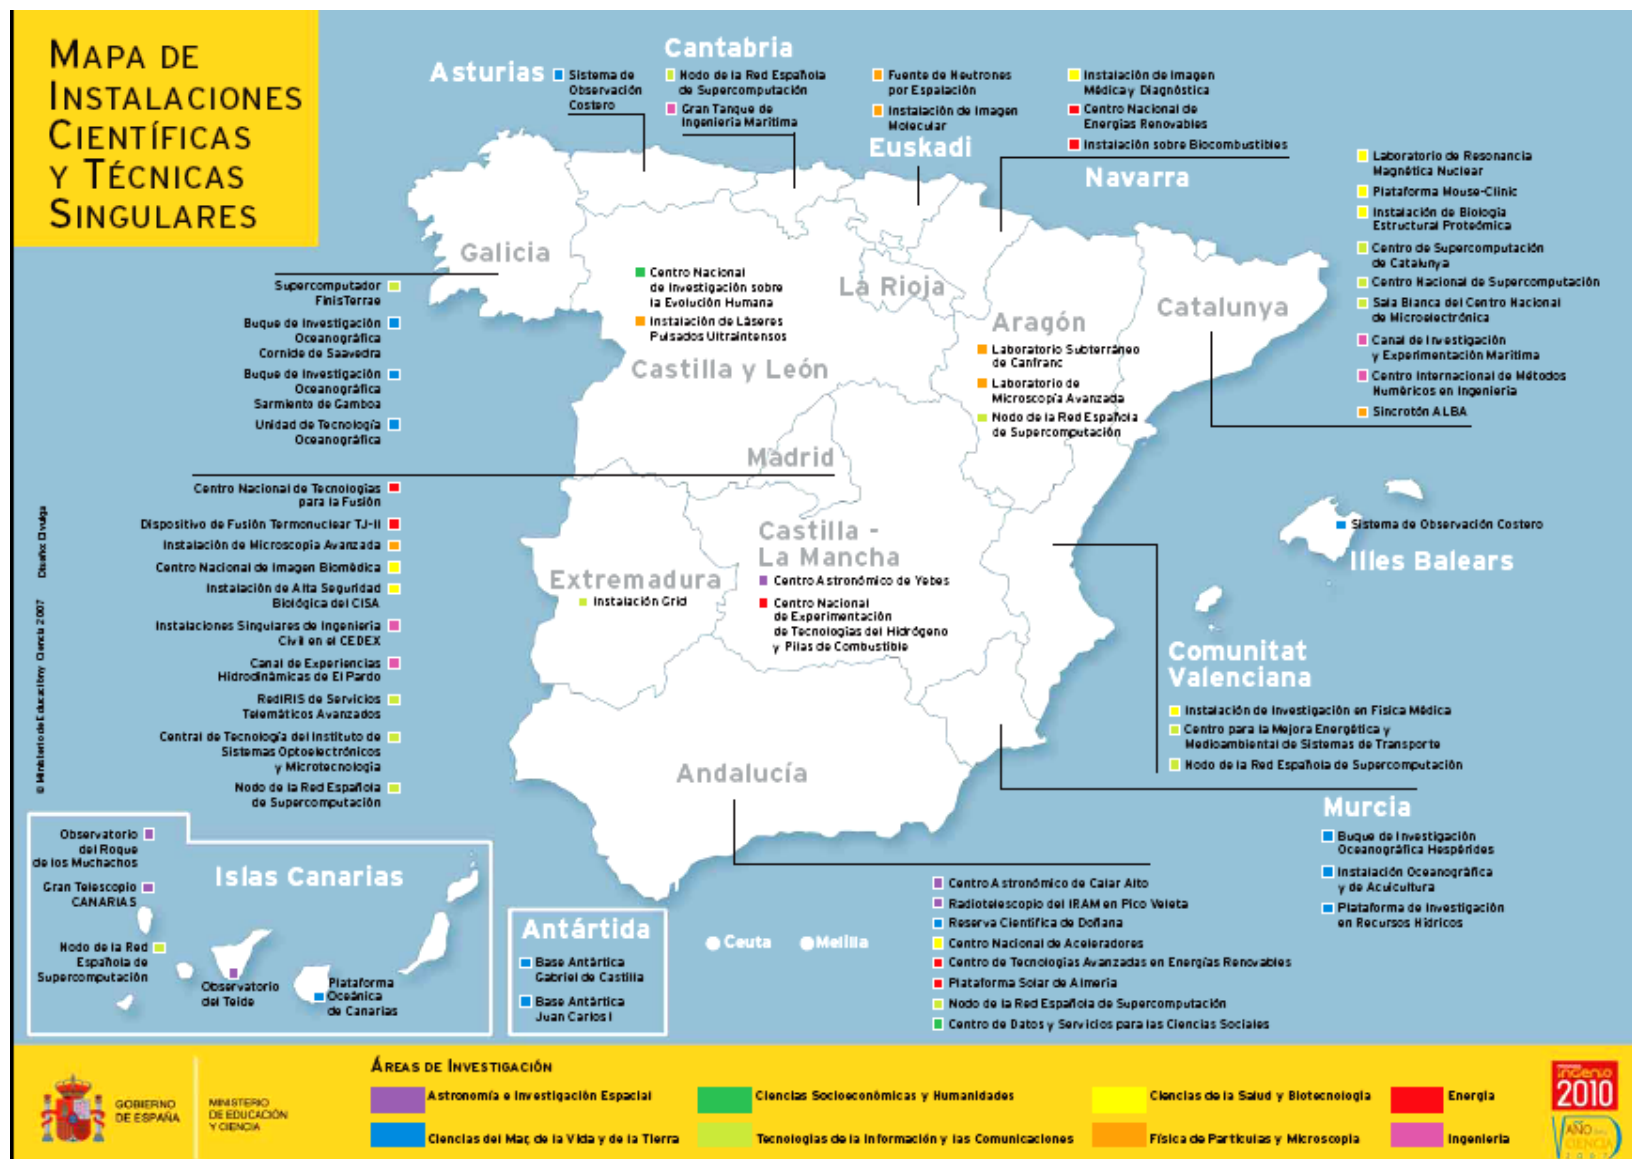 MAPA DE
INSTALACIONES
CIENTÍFICAS
Y TÉCNICAS
SINGULARES
Asturias
Sistema de
Observación
Costero
Cantabria
Nodo de la Red Española
de Supercomputación
Gran Tanque de
Ingeniería Marítima
Fuente de Neutrones
por Espalación
Instalación de Imagen
Molecular
Euskadi
Instalación de Imagen
Médica y Diagnóstica
Centro Nacional de
Energías Renovables
Instalación sobre Biocombustibles
Navarra
Laboratorio de Resonancia
Magnética Nuclear
Plataforma Mouse-Clinic
Instalación de Biología
Estructural Proteómica
Centro de Supercomputación
de Catalunya
Centro Nacional de Supercomputación
Sala Blanca del Centro Nacional
de Microelectrónica
Canal de Investigación
y Experimentación Marítima
Centro Internacional de Métodos
Numéricos en Ingeniería
Sincrotón ALBA
Catalunya
Galicia
Supercomputador
FinisTerrae
Buque de Investigación
Oceanográfica
Cornide de Saavedra
Buque de Investigación
Oceanográfica
Sarmiento de Gamboa
Unidad de Tecnología
Oceanográfica
Centro Nacional
de Investigación sobre
la Evolución Humana
Instalación de Láseres
Pulsados Ultraintensos
Castilla y León
La Rioja
Aragón
Laboratorio Subterráneo
de Canfranc
Laboratorio de
Microscopía Avanzada
Nodo de la Red Española
de Supercomputación
Madrid
Centro Nacional de Tecnologías
para la Fusión
Dispositivo de Fusión Termonuclear TJ-II
Instalación de Microscopía Avanzada
Centro Nacional de Imagen Biomédica
Instalación de Alta Seguridad
Biológica del CISA
Instalaciones Singulares de Ingeniería
Civil en el CEDEX
Canal de Experiencias
Hidrodinámicas de El Pardo
RedIRIS de Servicios
Telemáticos Avanzados
Central de Tecnología del Instituto de
Sistemas Optoelectrónicos
y Microtecnología
Nodo de la Red Española
de Supercomputación
Castilla -
La Mancha
Centro Astronómico de Yebes
Centro Nacional
de Experimentación
de Tecnologías del Hidrógeno
y Pilas de Combustible
Extremadura
Instalación Grid
Sistema de Observación Costero
Illes Balears
Comunitat
Valenciana
Instalación de Investigación en Física Médica
Centro para la Mejora Energética y
Medioambiental de Sistemas de Transporte
Nodo de la Red Española de Supercomputación
Murcia
Buque de Investigación
Oceanográfica Hespérides
Instalación Oceanográfica
y de Acuicultura
Plataforma de Investigación
en Recursos Hídricos
Andalucía
Centro Astronómico de Calar Alto
Radiotelescopio del IRAM en Pico Veleta
Reserva Científica de Doñana
Centro Nacional de Aceleradores
Centro de Tecnologías Avanzadas en Energías Renovables
Plataforma Solar de Almería
Nodo de la Red Española de Supercomputación
Centro de Datos y Servicios para las Ciencias Sociales
Ceuta
Melilla
Antártida
Base Antártica
Gabriel de Castilla
Base Antártica
Juan Carlos I
Islas Canarias
Observatorio
del Roque
de los Muchachos
Gran Telescopio
CANARIAS
Nodo de la Red
Española de
Supercomputación
Observatorio
del Teide
Plataforma
Oceánica
de Canarias
© Ministerio de Educación y Ciencia 2007 Diseño: Divulga
GOBIERNO
DE ESPAÑA
MINISTERIO
DE EDUCACIÓN
Y CIENCIA
ÁREAS DE INVESTIGACIÓN
Astronomía e Investigación Espacial
Ciencias Socioeconómicas y Humanidades
Ciencias de la Salud y Biotecnología
Energía
Ciencias del Mar, de la Vida y de la Tierra
Tecnologías de la Información y las Comunicaciones
Física de Partículas y Microscopía
Ingeniería
ingenio
2010
AÑO DE LA
CIENCIA
2007